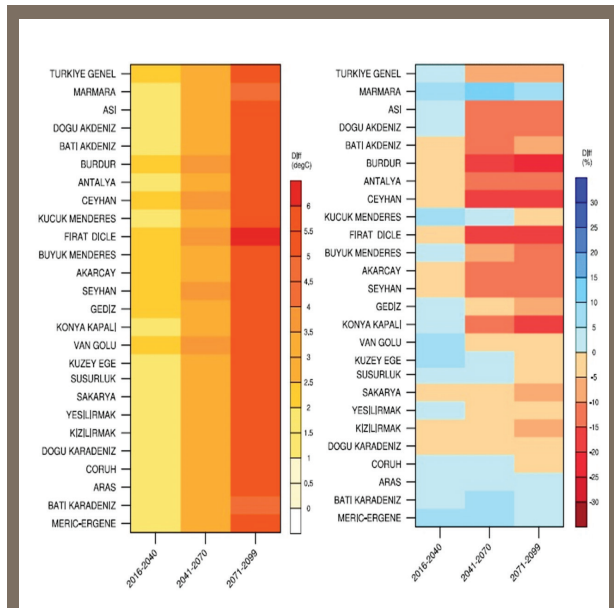 TURKIYE GENEL
MARMARA
ASI
DOGU AKDENIZ
BATI AKDENIZ
BURDUR
ANTALYA
CEYHAN
KUCUK MENDERES
FIRAT DICLE
BUYUK MENDERES
AKARCAY
SEYHAN
GEDİZ
KONYA KAPALI
VAN GOLU
KUZEY EGE
SUSURLUK
SAKARYA
YESİLİRMAK
KİZİLİRMAK
DOGU KARADENIZ
CORUH
ARAS
BATI KARADENIZ
MERIC-ERGENE
2016-2040
2041-2070
2071-2099
Diff
(degC)
6
5,5
5
4,5
4
3,5
3
2,5
2
1,5
1
0,5
0
TURKIYE GENEL
MARMARA
ASI
DOGU AKDENIZ
BATI AKDENIZ
BURDUR
ANTALYA
CEYHAN
KUCUK MENDERES
FIRAT DICLE
BUYUK MENDERES
AKARCAY
SEYHAN
GEDİZ
KONYA KAPALI
VAN GOLU
KUZEY EGE
SUSURLUK
SAKARYA
YESİLİRMAK
KİZİLİRMAK
DOGU KARADENIZ
CORUH
ARAS
BATI KARADENIZ
MERIC-ERGENE
2016-2040
2041-2070
2071-2099
Diff
(%)
30
25
20
15
10
5
0
-5
-10
-15
-20
-25
-30